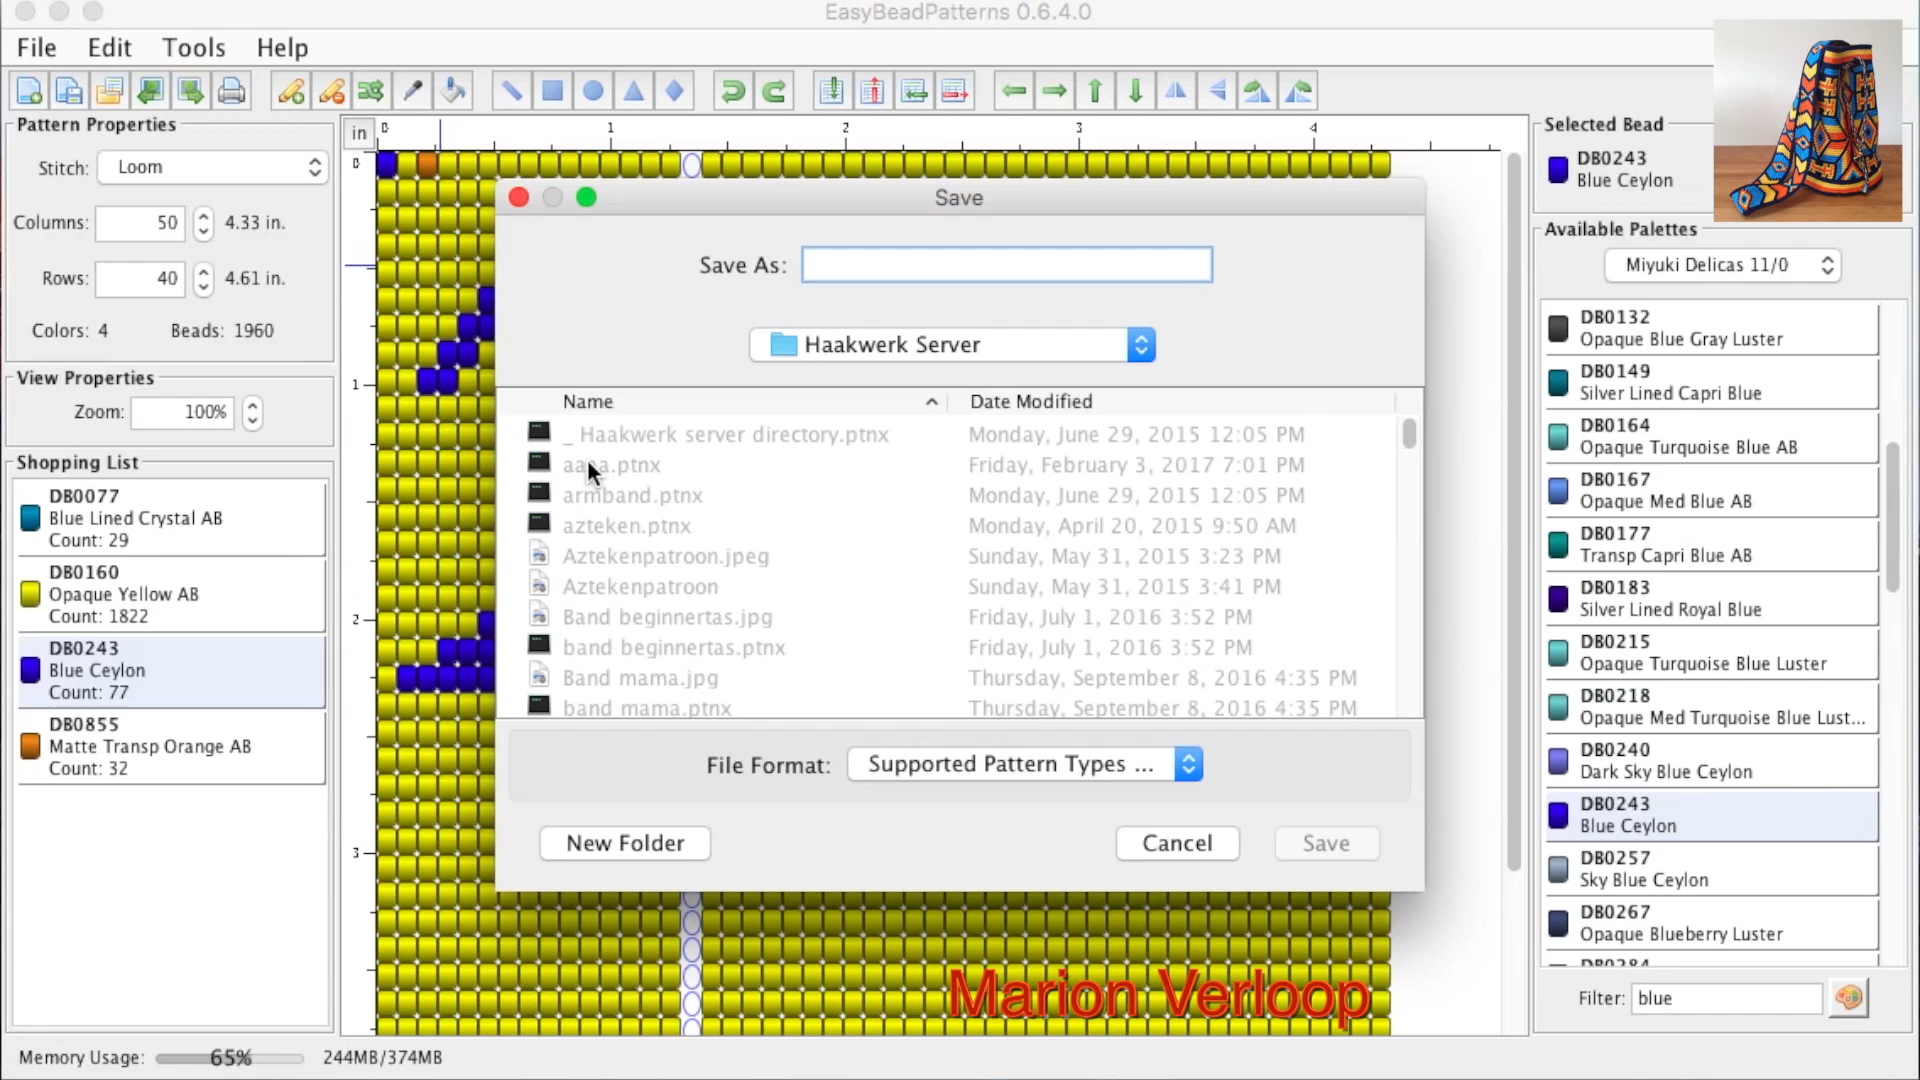 EasyBeadPatterns 0.6.4.0
File Edit Tools Help
Pattern Properties
Stitch: Loom
Columns: 50 4.33 in.
Rows: 40 4.61 in.
Colors: 4 Beads: 1960
View Properties
Zoom: 100%
Shopping List
DB0077
Blue Lined Crystal AB
Count: 29
DB0160
Opaque Yellow AB
Count: 1822
DB0243
Blue Ceylon
Count: 77
DB0855
Matte Transp Orange AB
Count: 32
Memory Usage: 65% 244MB/374MB
in 0 1 2 3 4
0
1
2
3
Save
Save As:
Haakwerk Server
Name Date Modified
_ Haakwerk server directory.ptnx Monday, June 29, 2015 12:05 PM
aaaa.ptnx Friday, February 3, 2017 7:01 PM
armband.ptnx Monday, June 29, 2015 12:05 PM
azteken.ptnx Monday, April 20, 2015 9:50 AM
Aztekenpatroon.jpeg Sunday, May 31, 2015 3:23 PM
Aztekenpatroon Sunday, May 31, 2015 3:41 PM
Band beginnertas.jpg Friday, July 1, 2016 3:52 PM
band beginnertas.ptnx Friday, July 1, 2016 3:52 PM
Band mama.jpg Thursday, September 8, 2016 4:35 PM
band mama.ptnx Thursday, September 8, 2016 4:35 PM
File Format: Supported Pattern Types ...
New Folder Cancel Save
Marion Verloop
Selected Bead
DB0243
Blue Ceylon
Available Palettes
Miyuki Delicas 11/0
DB0132
Opaque Blue Gray Luster
DB0149
Silver Lined Capri Blue
DB0164
Opaque Turquoise Blue AB
DB0167
Opaque Med Blue AB
DB0177
Transp Capri Blue AB
DB0183
Silver Lined Royal Blue
DB0215
Opaque Turquoise Blue Luster
DB0218
Opaque Med Turquoise Blue Lust...
DB0240
Dark Sky Blue Ceylon
DB0243
Blue Ceylon
DB0257
Sky Blue Ceylon
DB0267
Opaque Blueberry Luster
Filter: blue